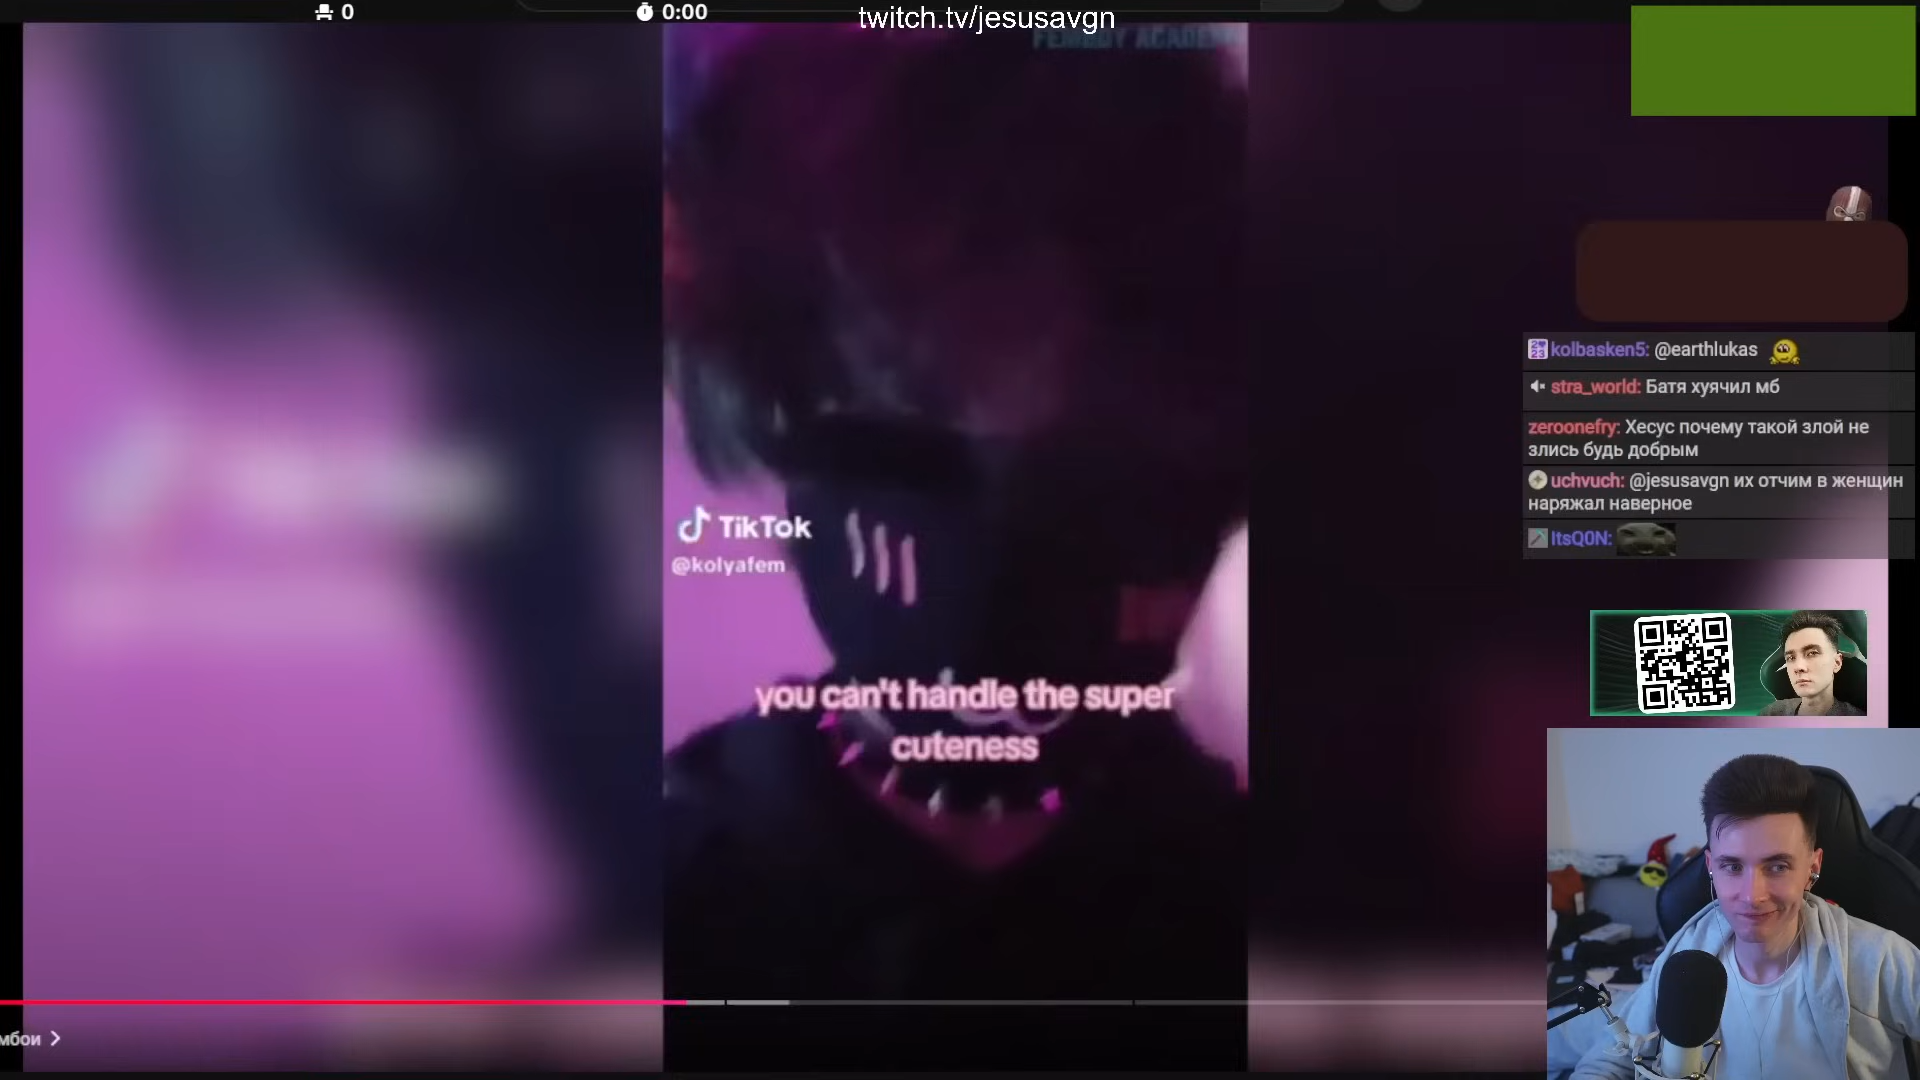 0
0:00
twitch.tv/jesusavgn
FEMBOY ACADEMY
kolbasken5: @earthlukas
stra_world: Батя хуячил мб
zeroonefry: Хесус почему такой злой не
злись будь добрым
uchvuch: @jesusavgn их отчим в женщин
наряжал наверное
ItsQ0N:
TikTok
@kolyafem
you can't handle the super
cuteness
мбои